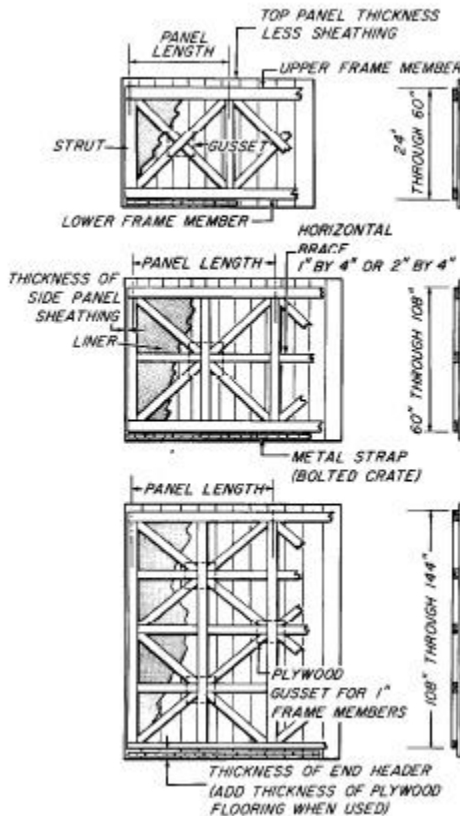 TOP PANEL THICKNESS
LESS SHEATHING
PANEL
LENGTH
UPPER FRAME MEMBER
STRUT
GUSSET
24"
THROUGH 60"
LOWER FRAME MEMBER
HORIZONTAL
BRACE
1" BY 4" OR 2" BY 4"
PANEL LENGTH
THICKNESS OF
SIDE PANEL
SHEATHING
LINER
60" THROUGH 108"
METAL STRAP
(BOLTED CRATE)
PANEL LENGTH
108" THROUGH 144"
PLYWOOD
GUSSET FOR 1"
FRAME MEMBERS
THICKNESS OF END HEADER
(ADD THICKNESS OF PLYWOOD
FLOORING WHEN USED)